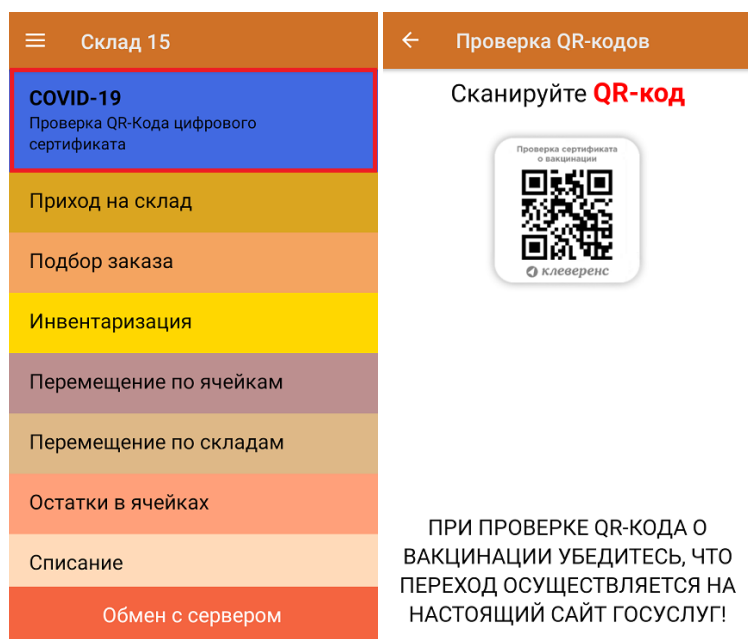 Склад 15
COVID-19
Проверка QR-Кода цифрового
сертификата
Приход на склад
Подбор заказа
Инвентаризация
Перемещение по ячейкам
Перемещение по складам
Остатки в ячейках
Списание
Обмен с сервером
Проверка QR-кодов
Сканируйте QR-код
Проверка сертификата
о вакцинации
клеверенс
ПРИ ПРОВЕРКЕ QR-КОДА О
ВАКЦИНАЦИИ УБЕДИТЕСЬ, ЧТО
ПЕРЕХОД ОСУЩЕСТВЛЯЕТСЯ НА
НАСТОЯЩИЙ САЙТ ГОСУСЛУГ!